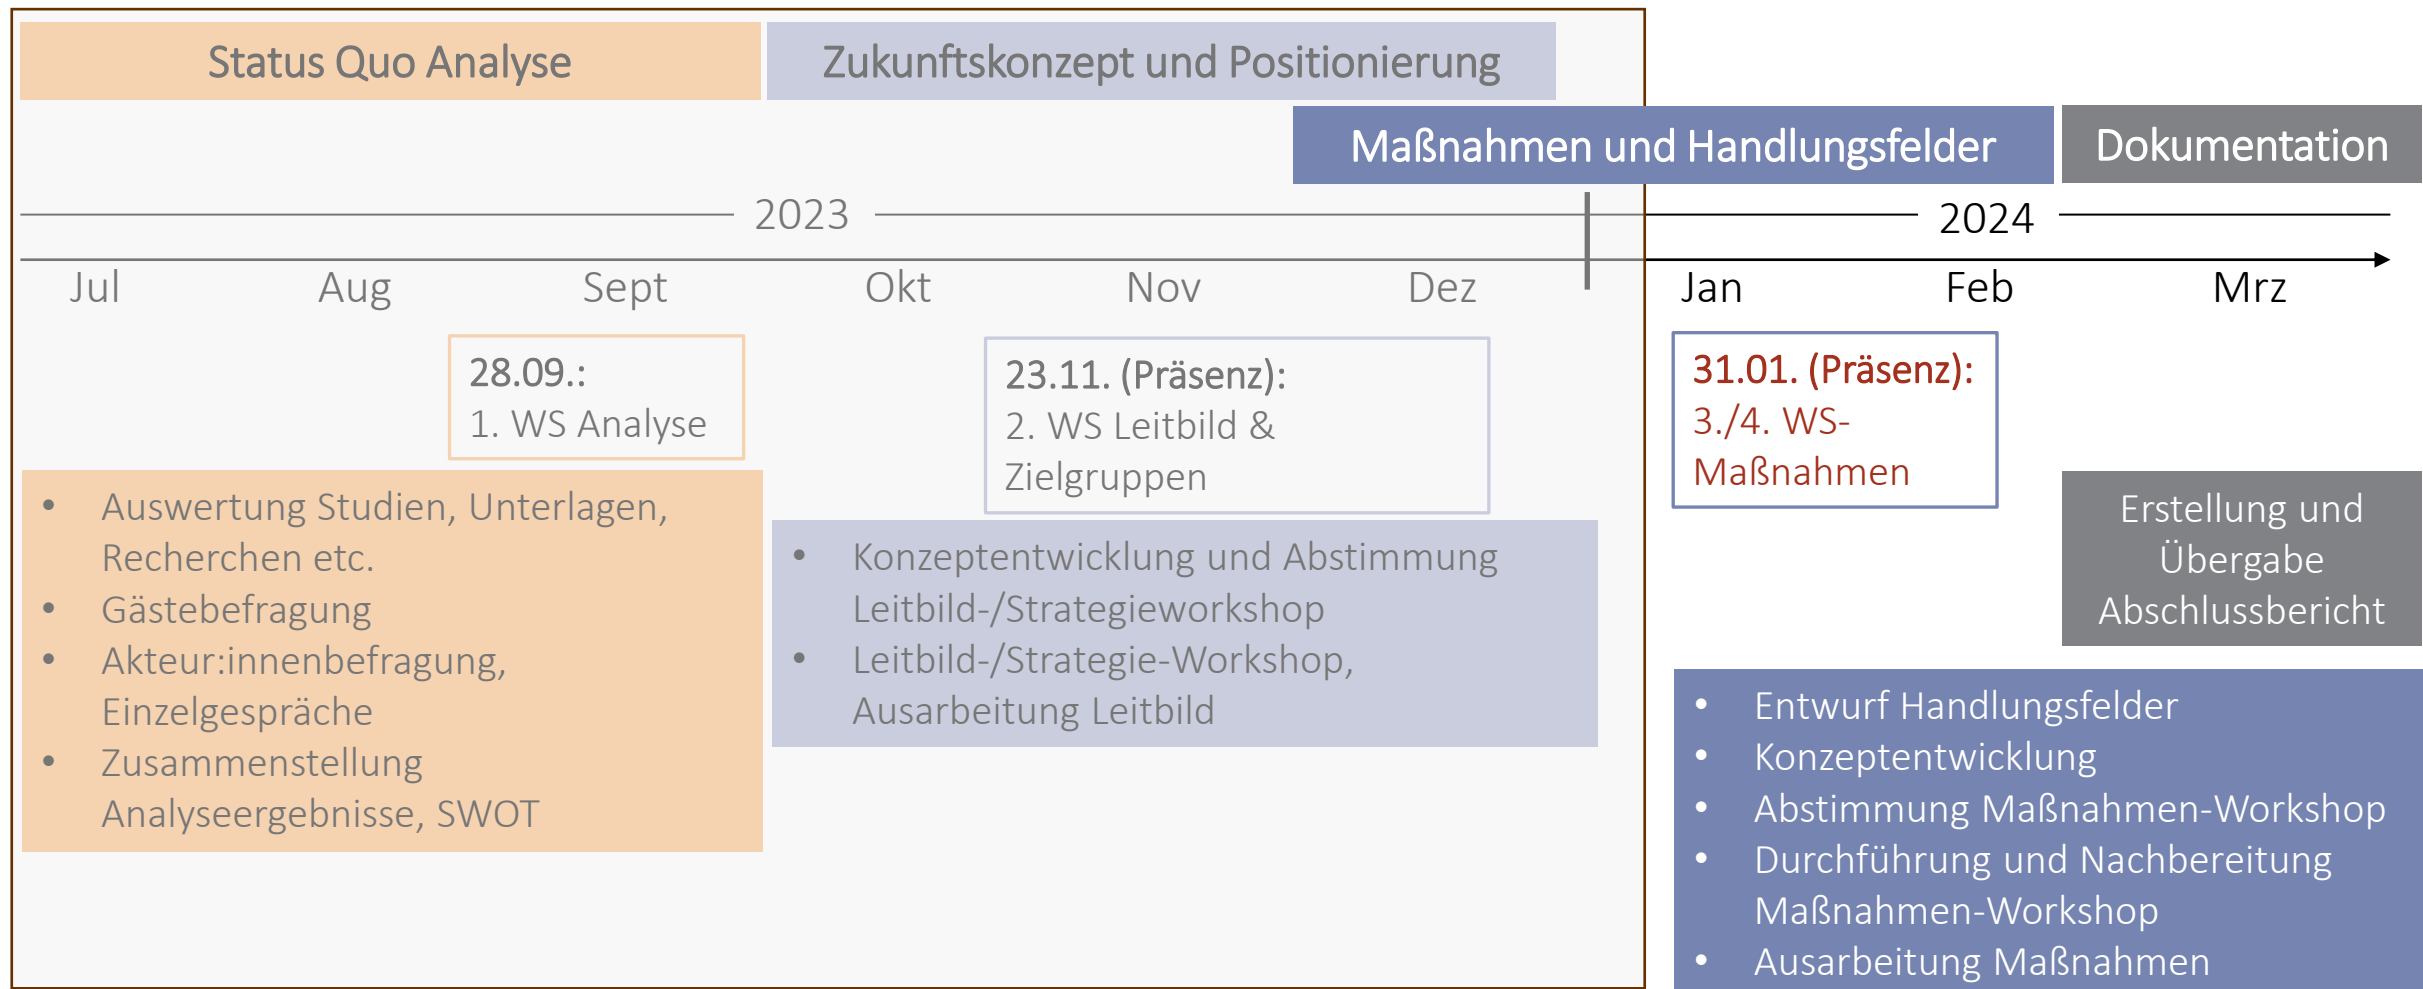 Status Quo Analyse
Zukunftskonzept und Positionierung
Maßnahmen und Handlungsfelder
Dokumentation
2023
2024
Jul
Aug
Sept
Okt
Nov
Dez
Jan
Feb
Mrz
28.09.:
1. WS Analyse
23.11. (Präsenz):
2. WS Leitbild &
Zielgruppen
31.01. (Präsenz):
3./4. WS-
Maßnahmen
• Auswertung Studien, Unterlagen,
Recherchen etc.
• Gästebefragung
• Akteur:innenbefragung,
Einzelgespräche
• Zusammenstellung
Analyseergebnisse, SWOT
• Konzeptentwicklung und Abstimmung
Leitbild-/Strategieworkshop
• Leitbild-/Strategie-Workshop,
Ausarbeitung Leitbild
Erstellung und
Übergabe
Abschlussbericht
• Entwurf Handlungsfelder
• Konzeptentwicklung
• Abstimmung Maßnahmen-Workshop
• Durchführung und Nachbereitung
Maßnahmen-Workshop
• Ausarbeitung Maßnahmen